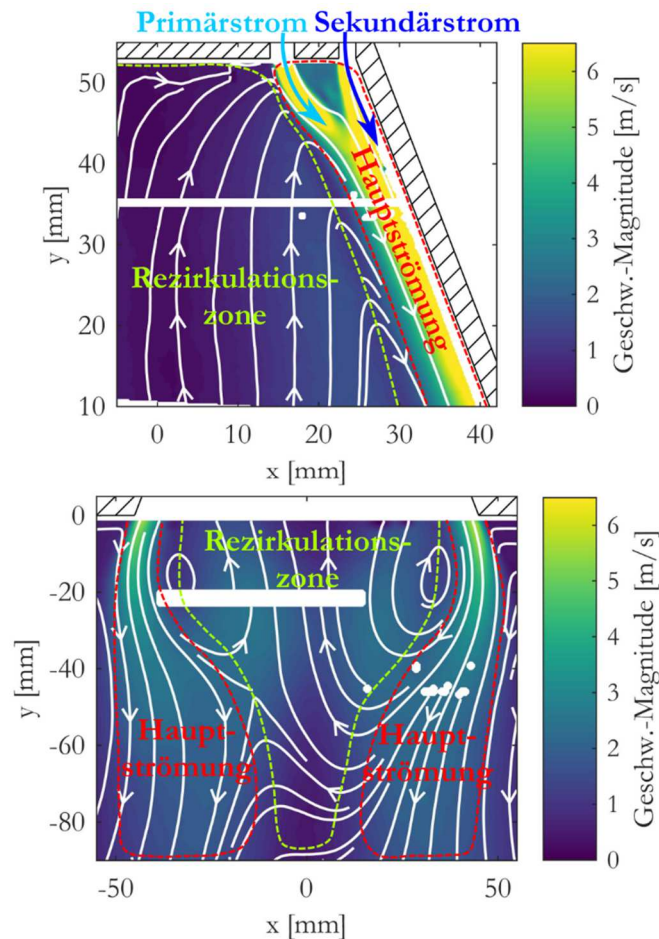 Primärstrom Sekundärstrom
50
40
30
20
10
y [mm]
Rezirkulations-
zone
Hauptströmung
0 10 20 30 40
x [mm]
6
5
4
3
2
1
0
Geschw.-Magnitude [m/s]
0
-20
-40
-60
-80
y [mm]
Rezirkulations-
zone
Haupt-
strömung
Haupt-
strömung
-50 0 50
x [mm]
6
5
4
3
2
1
0
Geschw.-Magnitude [m/s]